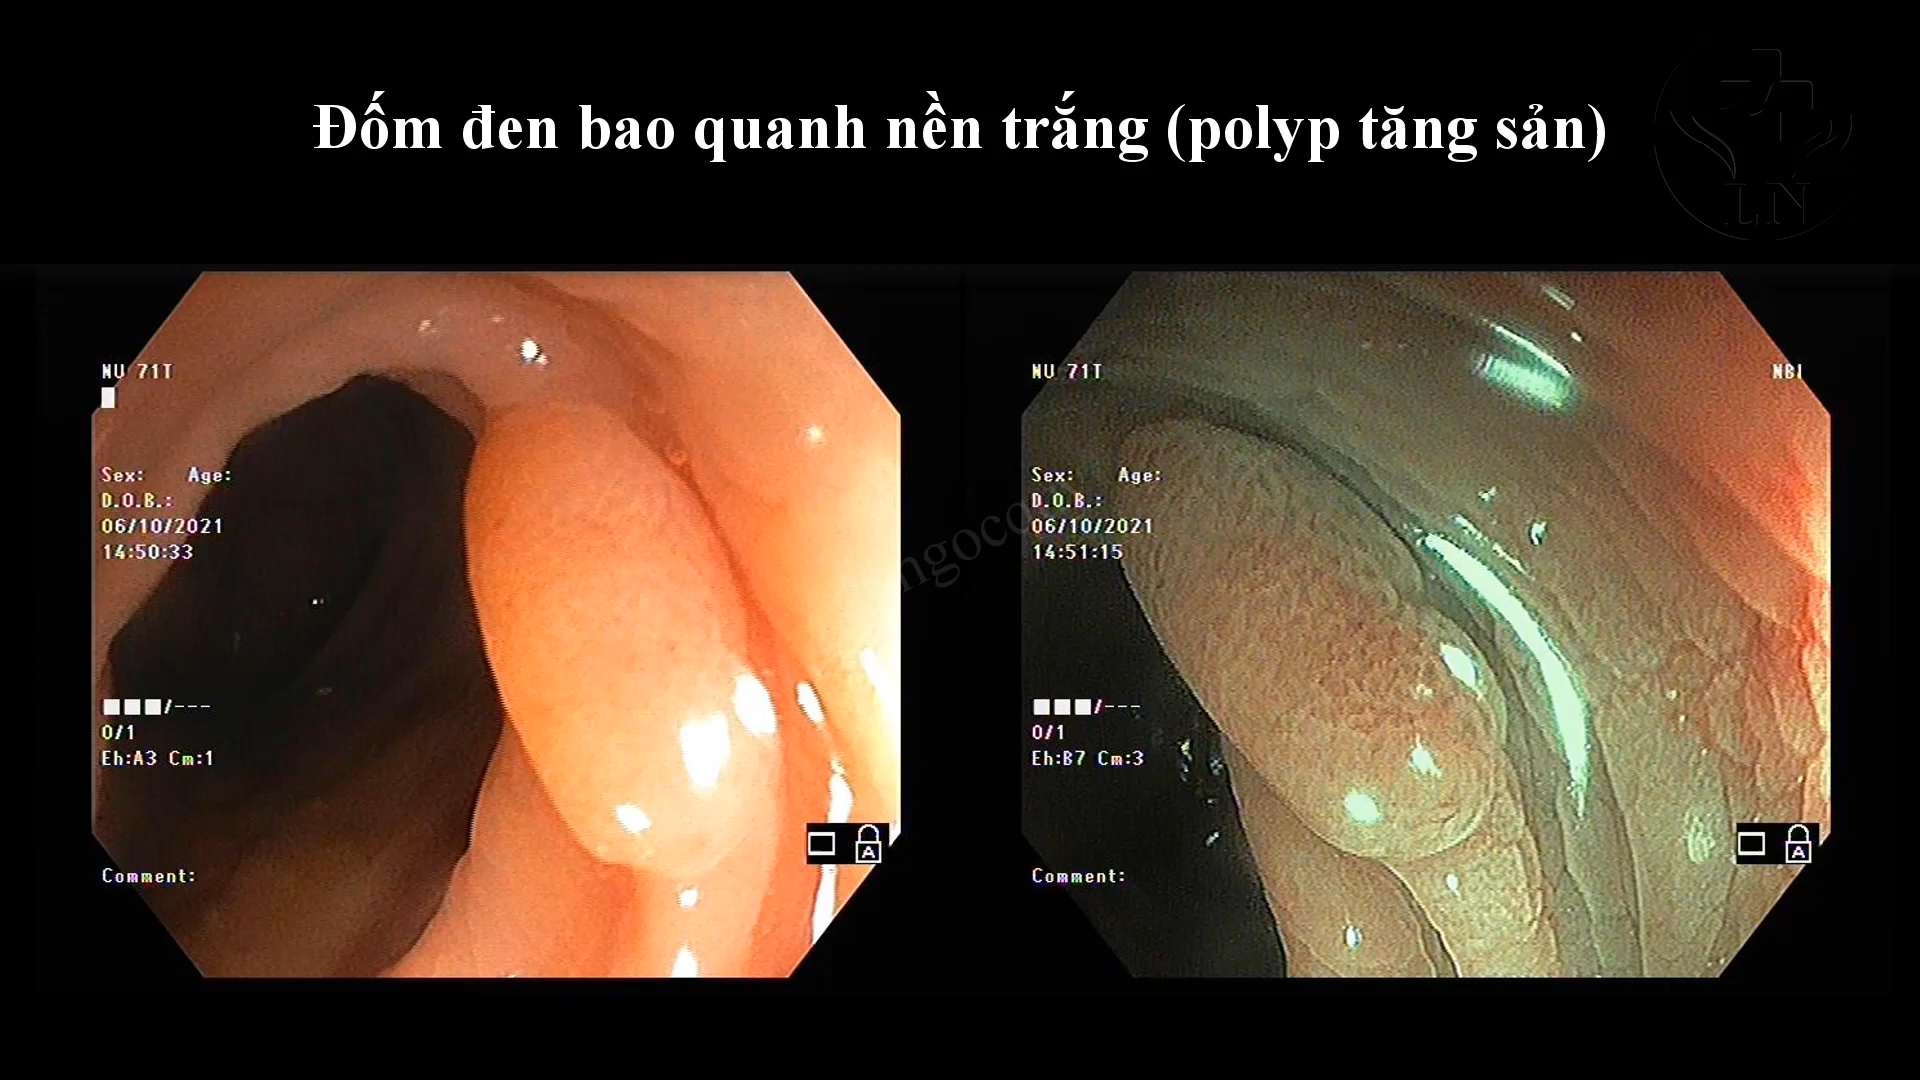 Đốm đen bao quanh nền trắng (polyp tăng sản)
LN
NU 71T
Sex: Age:
D.O.B.:
06/10/2021
14:50:33
■■■/---
0/1
Eh:A3 Cm:1
Comment:
A
NU 71T
NBI
Sex: Age:
D.O.B.:
06/10/2021
14:51:15
■■■/---
0/1
Eh:B7 Cm:3
Comment:
A